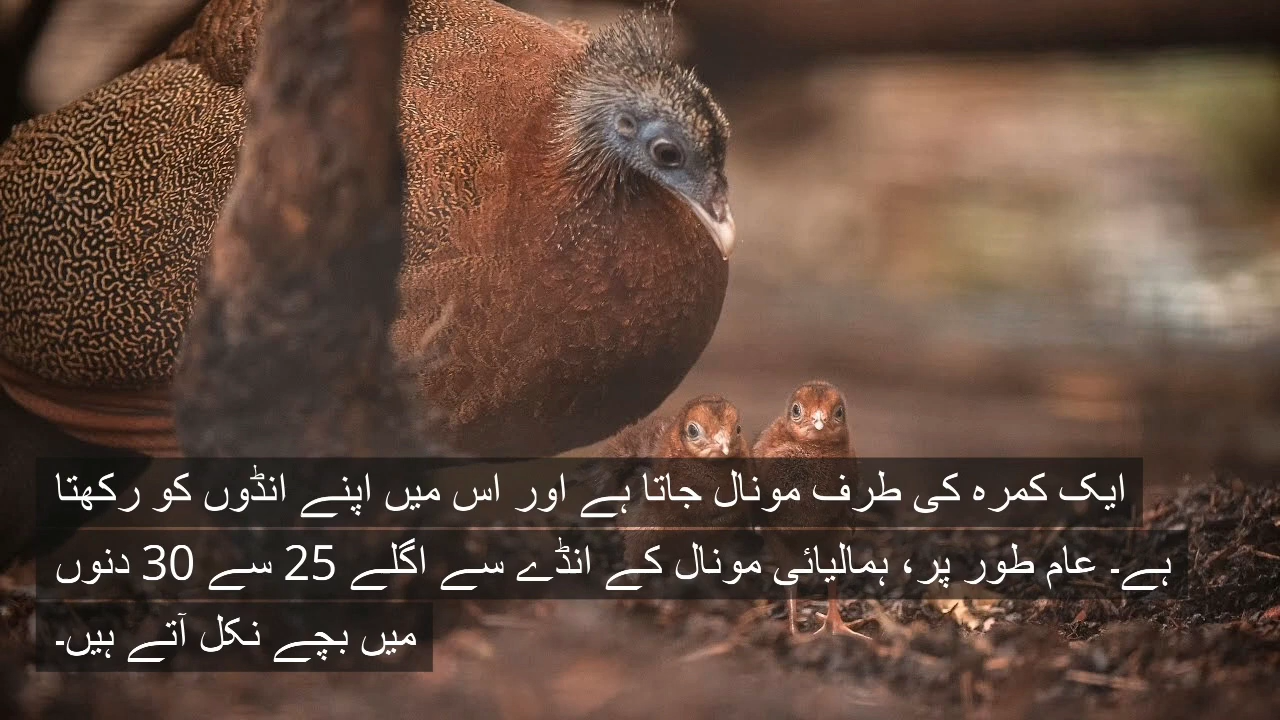 ایک کمرہ کی طرف مونال جاتا ہے اور اس میں اپنے انڈوں کو رکھتا
ہے۔ عام طور پر، ہمالیائی مونال کے انڈے سے اگلے 25 سے 30 دنوں
میں بچے نکل آتے ہیں۔